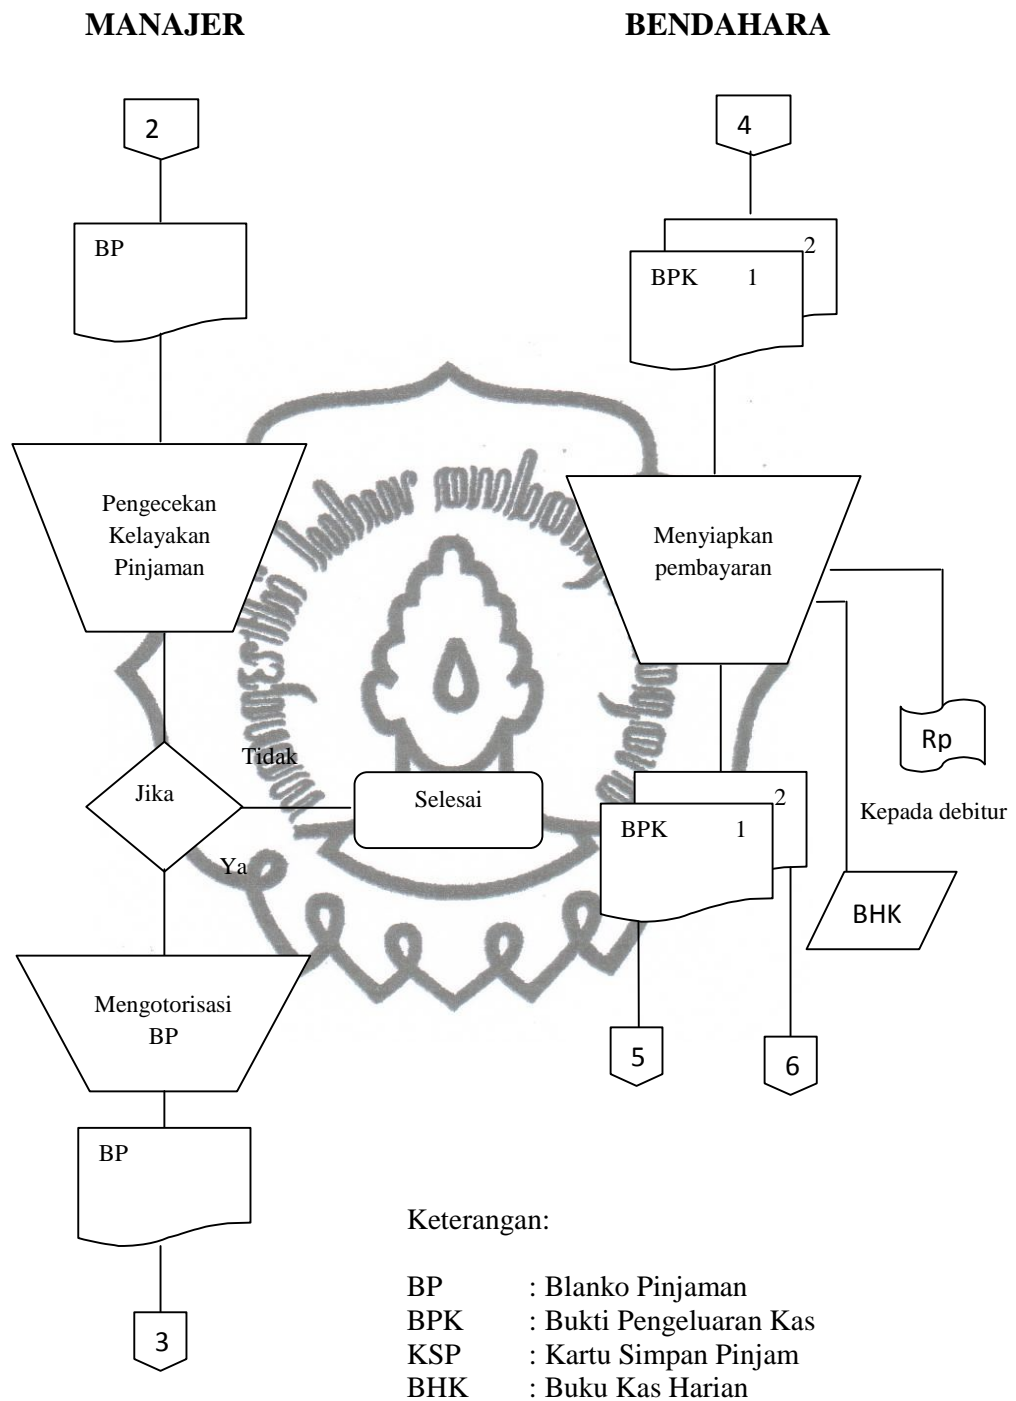 MANAJER
2
BP
Pengecekan
Kelayakan
Pinjaman
Jika
Tidak
Selesai
Ya
Mengotorisasi
BP
BP
3
BENDAHARA
4
2
BPK 1
Menyiapkan
pembayaran
Rp
Kepada debitur
BHK
2
BPK 1
5
6
Keterangan:
BP : Blanko Pinjaman
BPK : Bukti Pengeluaran Kas
KSP : Kartu Simpan Pinjam
BHK : Buku Kas Harian